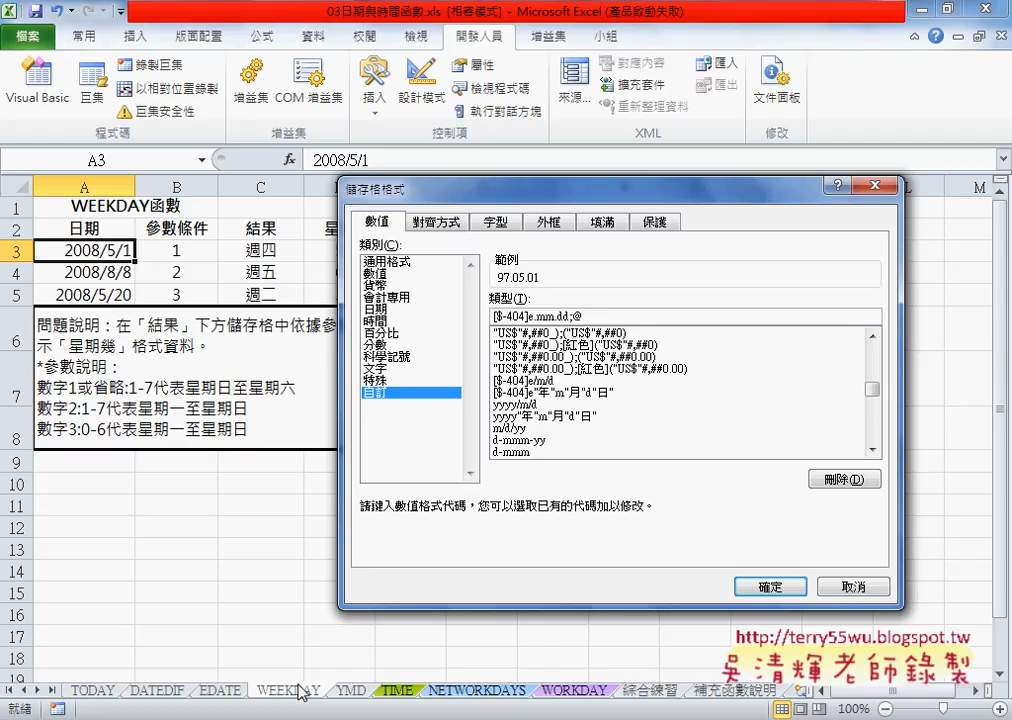 03日期與時間函數.xls [相容模式] - Microsoft Excel (產品啟動失敗)
檔案 常用 插入 版面配置 公式 資料 校閱 檢視 開發人員 增益集 小組
Visual Basic 巨集 錄製巨集 以相對位置錄製 巨集安全性 增益集 COM 增益集 插入 設計模式 屬性 檢視程式碼 執行對話方塊 來源... 對應內容 擴充套件 重新整理資料 匯入 匯出 文件面板
程式碼 增益集 控制項 XML 修改
A3 fx 2008/5/1
A B C L M
1 WEEKDAY函數
2 日期 參數條件 結果 星
3 2008/5/1 1 週四
4 2008/8/8 2 週五
5 2008/5/20 3 週二
6 問題說明：在「結果」下方儲存格中依據參
示「星期幾」格式資料。
*參數說明：
7 數字1或省略:1-7代表星期日至星期六
數字2:1-7代表星期一至星期日
8 數字3:0-6代表星期一至星期日
9
10
11
12
13
14
15
16
17
18
19
儲存格格式
數值 對齊方式 字型 外框 填滿 保護
類別(C):
通用格式
數值
貨幣
會計專用
日期
時間
百分比
分數
科學記號
文字
特殊
自訂
範例
97.05.01
類型(T):
[$-404]e.mm.dd;@
"US$"#,##0_);("US$"#,##0)
"US$"#,##0_);[紅色]("US$"#,##0)
"US$"#,##0.00_);("US$"#,##0.00)
"US$"#,##0.00_);[紅色]("US$"#,##0.00)
[$-404]e/m/d
[$-404]e"年"m"月"d"日"
yyyy/m/d
yyyy"年"m"月"d"日"
m/d/yy
d-mmm-yy
d-mmm
刪除(D)
請鍵入數值格式代碼，您可以選取已有的代碼加以修改。
確定 取消
http://terry55wu.blogspot.tw
吳清輝老師錄製
TODAY DATEDIF EDATE WEEKDAY YMD TIME NETWORKDAYS WORKDAY 綜合練習 補充函數說明
就緒 100%